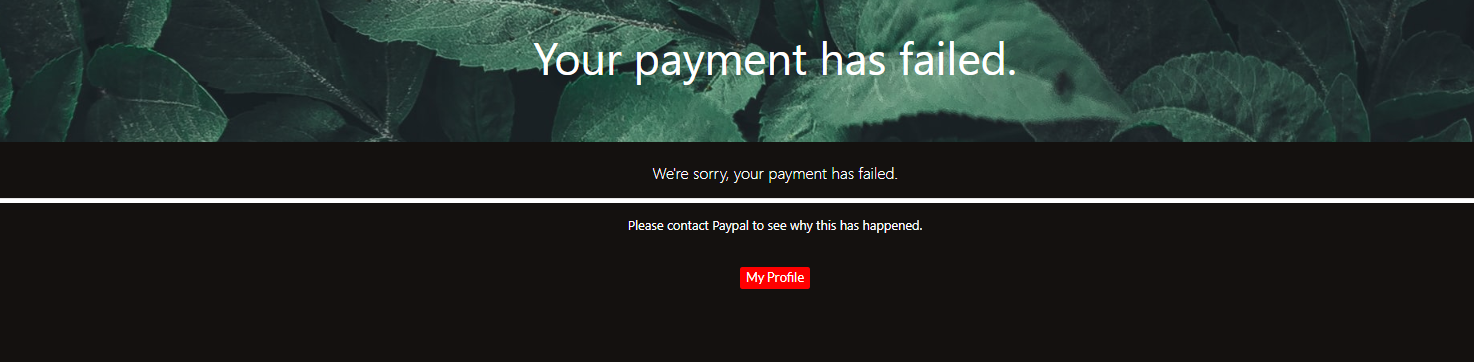 Your payment has failed.
We're sorry, your payment has failed.
Please contact Paypal to see why this has happened.
My Profile